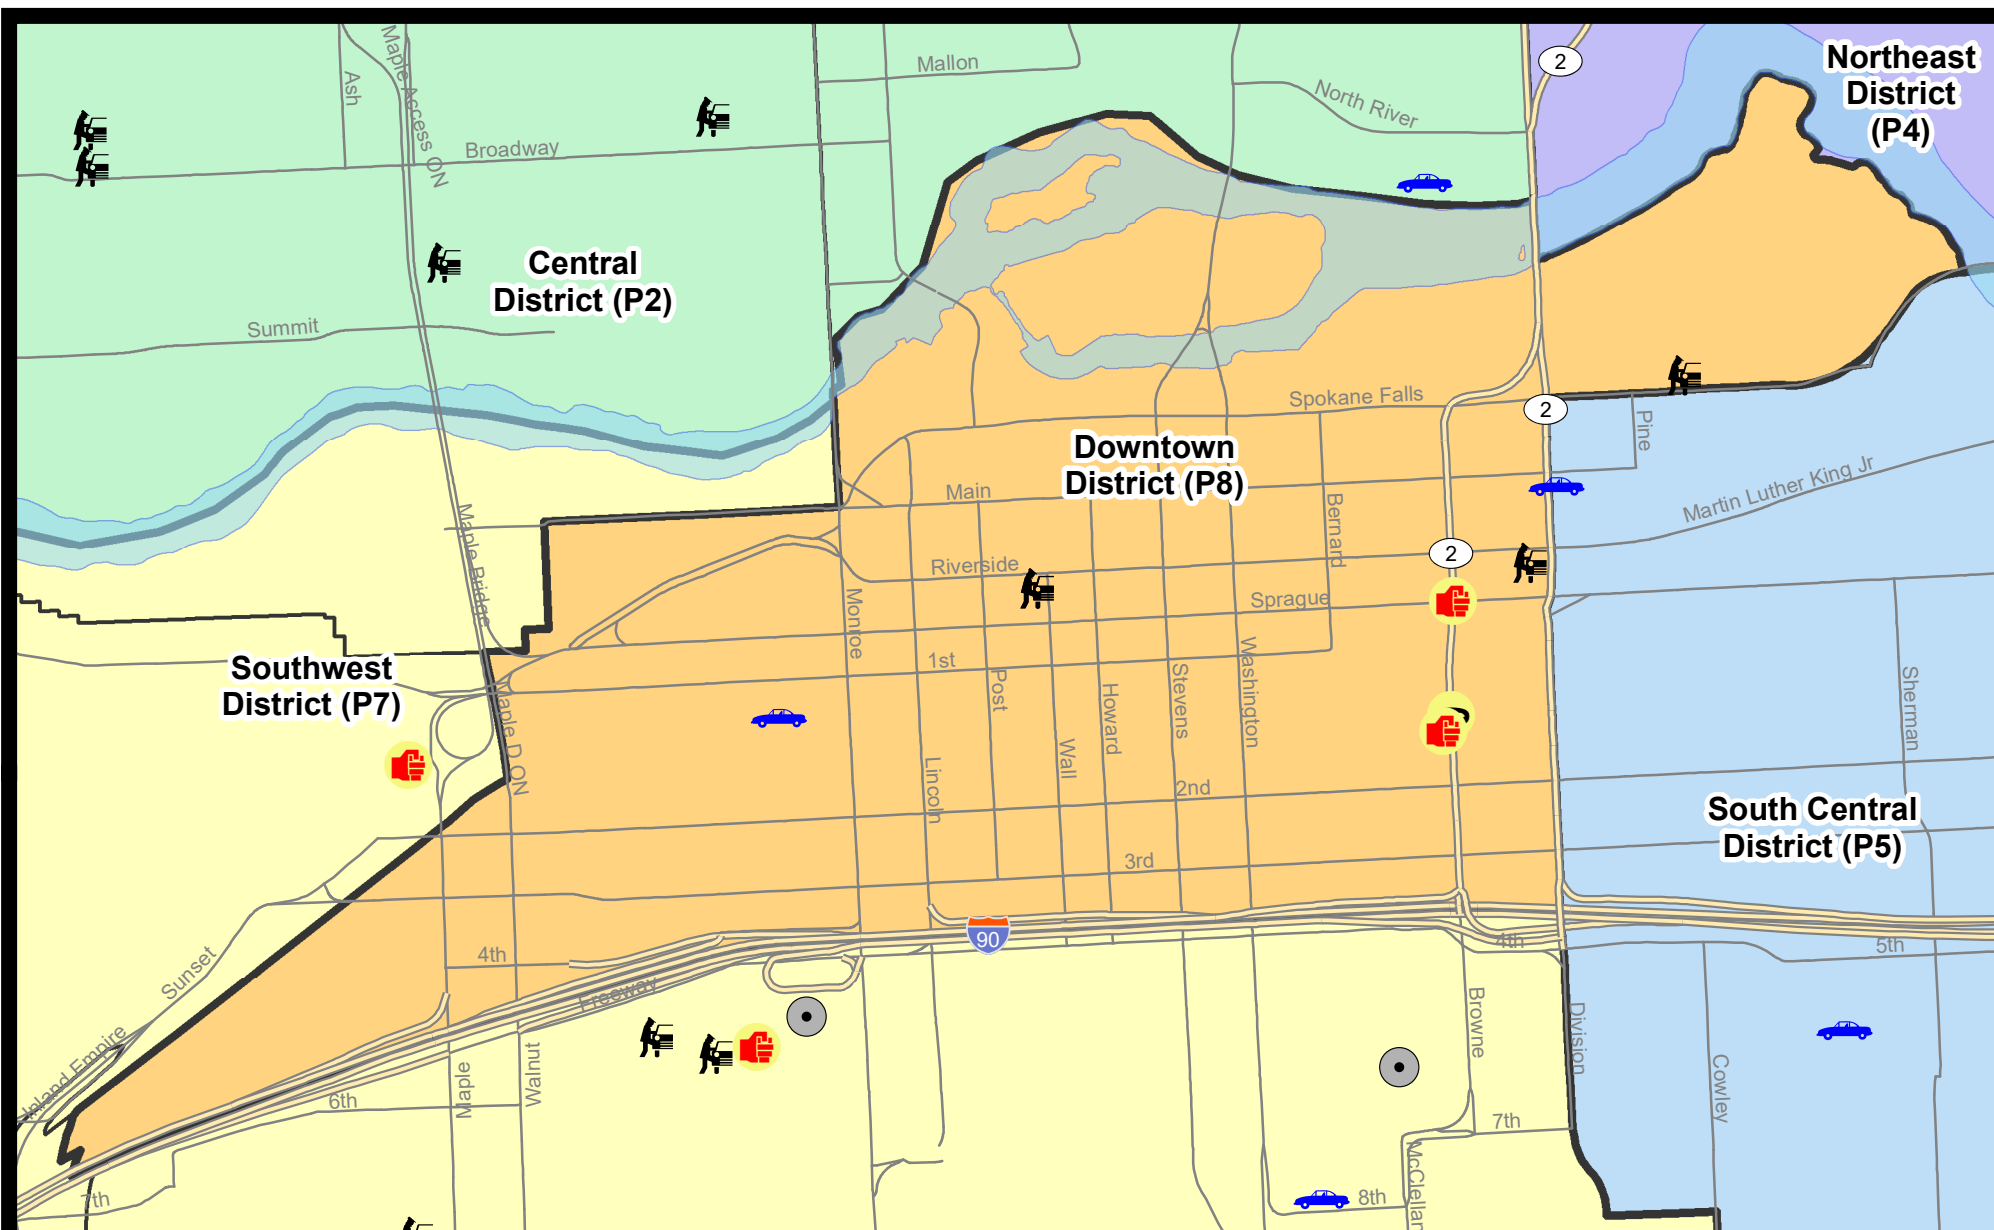 Mallon
North River
2
Northeast
District
(P4)
Ash
Maple Access ON
Broadway
Central
District (P2)
Summit
Spokane Falls
2
Pine
Downtown
District (P8)
Main
Bernard
Martin Luther King Jr
Maple Bridge
Riverside
2
Sprague
Monroe
1st
Post
Howard
Stevens
Washington
Wall
Sherman
Southwest
District (P7)
Maple D ON
Lincoln
2nd
South Central
District (P5)
3rd
90
4th
4th
5th
Sunset
Freeway
Inland Empire
Browne
Division
Maple
Walnut
Cowley
6th
7th
McClellan
7th
8th